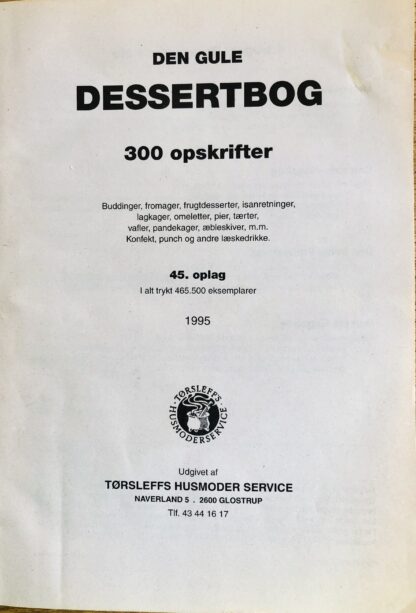 DEN GULE
DESSERTBOG
300 opskrifter
Buddinger, fromager, frugtdesserter, isanretninger,
lagkager, omeletter, pier, tærter,
vafler, pandekager, æbleskiver, m.m.
Konfekt, punch og andre læskedrikke.
45. oplag
I alt trykt 465.500 eksemplarer
1995
· TØRSLEFF'S ·
HUSMODERSERVICE
Udgivet af
TØRSLEFFS HUSMODER SERVICE
NAVERLAND 5 . 2600 GLOSTRUP
Tlf. 43 44 16 17